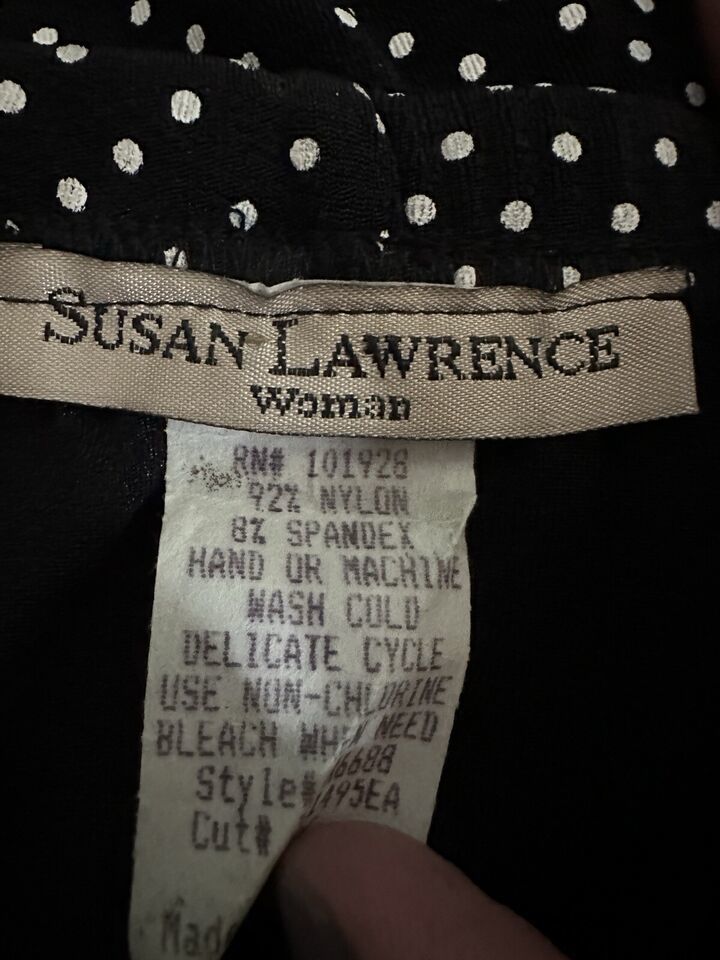 SUSAN LAWRENCE
Woman
RN# 101928
92% NYLON
8% SPANDEX
HAND OR MACHINE
WASH COLD
DELICATE CYCLE
USE NON-CHLORINE
BLEACH WHEN NEED
Style#
Cut#